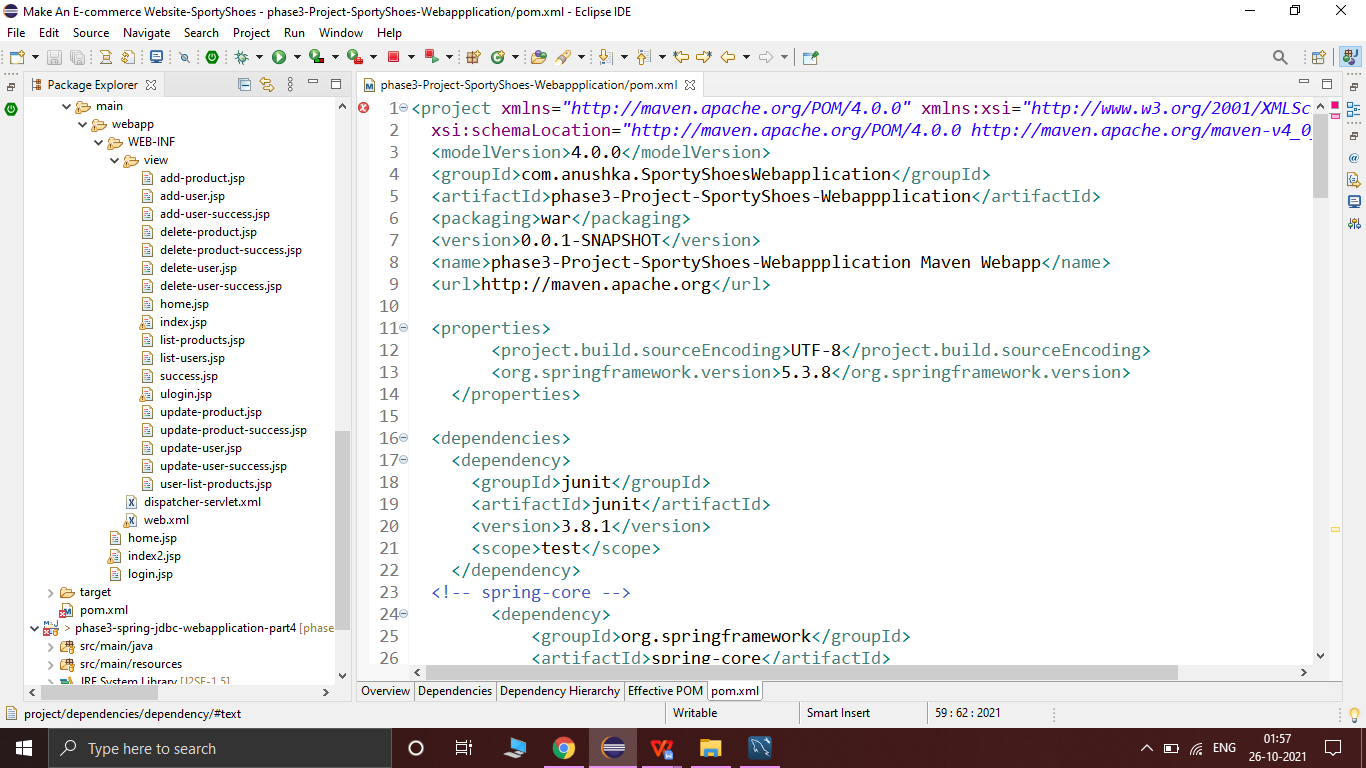 Make An E-commerce Website-SportyShoes - phase3-Project-SportyShoes-Webappplication/pom.xml - Eclipse IDE
File Edit Source Navigate Search Project Run Window Help
Package Explorer
main
webapp
WEB-INF
view
add-product.jsp
add-user.jsp
add-user-success.jsp
delete-product.jsp
delete-product-success.jsp
delete-user.jsp
delete-user-success.jsp
home.jsp
index.jsp
list-products.jsp
list-users.jsp
success.jsp
ulogin.jsp
update-product.jsp
update-product-success.jsp
update-user.jsp
update-user-success.jsp
user-list-products.jsp
dispatcher-servlet.xml
web.xml
home.jsp
index2.jsp
login.jsp
target
pom.xml
> phase3-spring-jdbc-webapplication-part4 [phase
src/main/java
src/main/resources
JRE System Library [J2SE-1.5]
phase3-Project-SportyShoes-Webappplication/pom.xml
1 <project xmlns="http://maven.apache.org/POM/4.0.0" xmlns:xsi="http://www.w3.org/2001/XMLSc
2 xsi:schemaLocation="http://maven.apache.org/POM/4.0.0 http://maven.apache.org/maven-v4_0_
3 <modelVersion>4.0.0</modelVersion>
4 <groupId>com.anushka.SportyShoesWebapplication</groupId>
5 <artifactId>phase3-Project-SportyShoes-Webappplication</artifactId>
6 <packaging>war</packaging>
7 <version>0.0.1-SNAPSHOT</version>
8 <name>phase3-Project-SportyShoes-Webappplication Maven Webapp</name>
9 <url>http://maven.apache.org</url>
10
11 <properties>
12 <project.build.sourceEncoding>UTF-8</project.build.sourceEncoding>
13 <org.springframework.version>5.3.8</org.springframework.version>
14 </properties>
15
16 <dependencies>
17 <dependency>
18 <groupId>junit</groupId>
19 <artifactId>junit</artifactId>
20 <version>3.8.1</version>
21 <scope>test</scope>
22 </dependency>
23 <!-- spring-core -->
24 <dependency>
25 <groupId>org.springframework</groupId>
26 <artifactId>spring-core</artifactId>
Overview Dependencies Dependency Hierarchy Effective POM pom.xml
project/dependencies/dependency/#text Writable Smart Insert 59 : 62 : 2021
Type here to search
ENG
01:57
26-10-2021